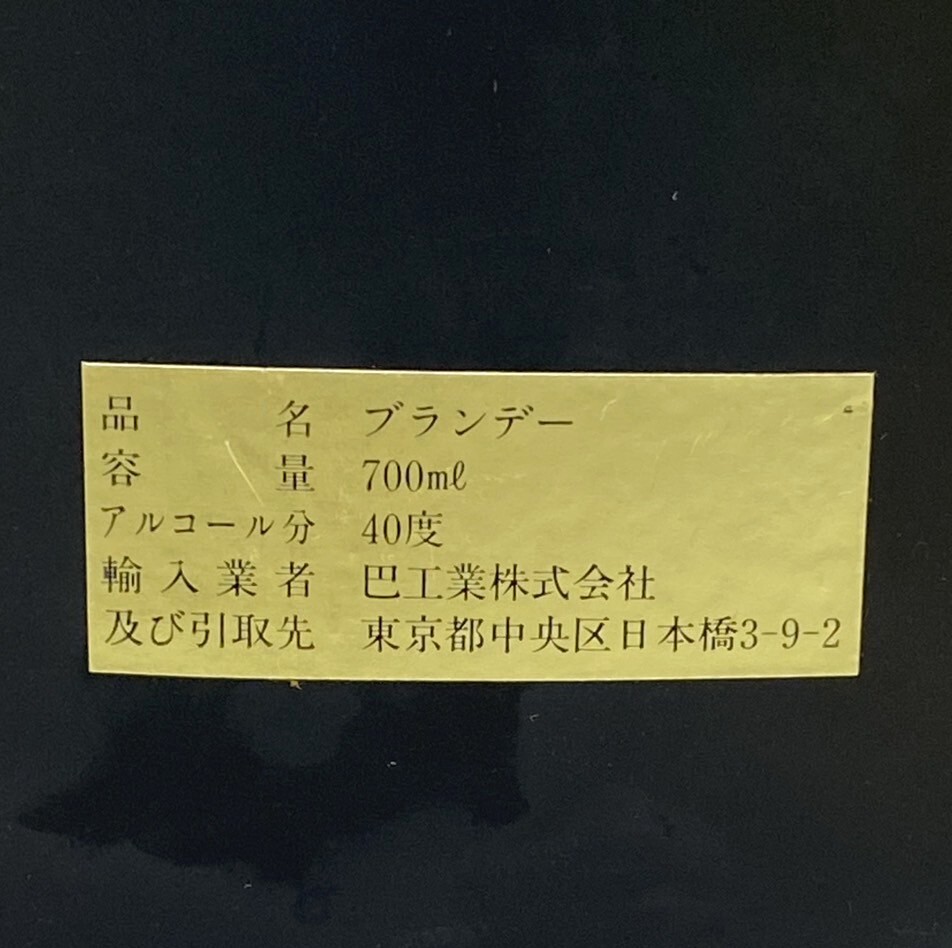 品名 ブランデー
容量 700mℓ
アルコール分 40度
輸入業者 巴工業株式会社
及び引取先 東京都中央区日本橋3-9-2